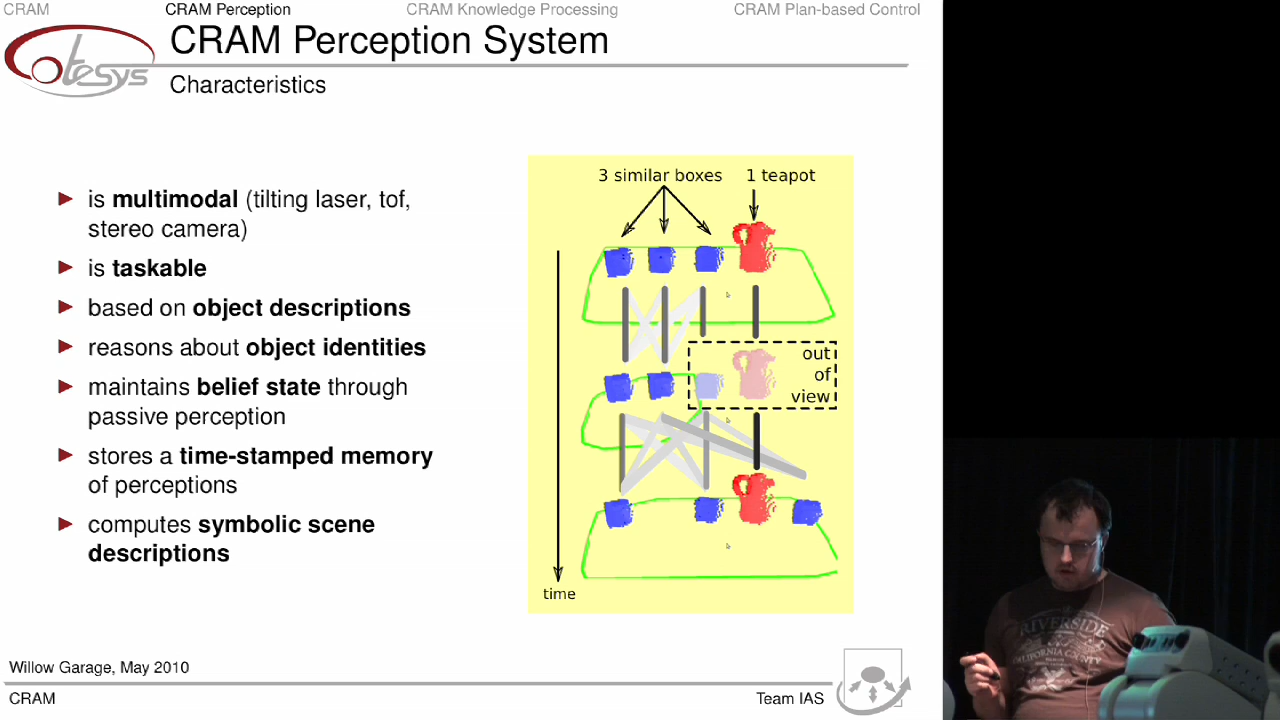 CRAM CRAM Perception CRAM Knowledge Processing CRAM Plan-based Control
CRAM Perception System
Characteristics
otesys
is multimodal (tilting laser, tof,
stereo camera)
is taskable
based on object descriptions
reasons about object identities
maintains belief state through
passive perception
stores a time-stamped memory
of perceptions
computes symbolic scene
descriptions
3 similar boxes 1 teapot
out
of
view
time
Willow Garage, May 2010
CRAM Team IAS
RIVERSIDE
CALIFORNIA COUNTY